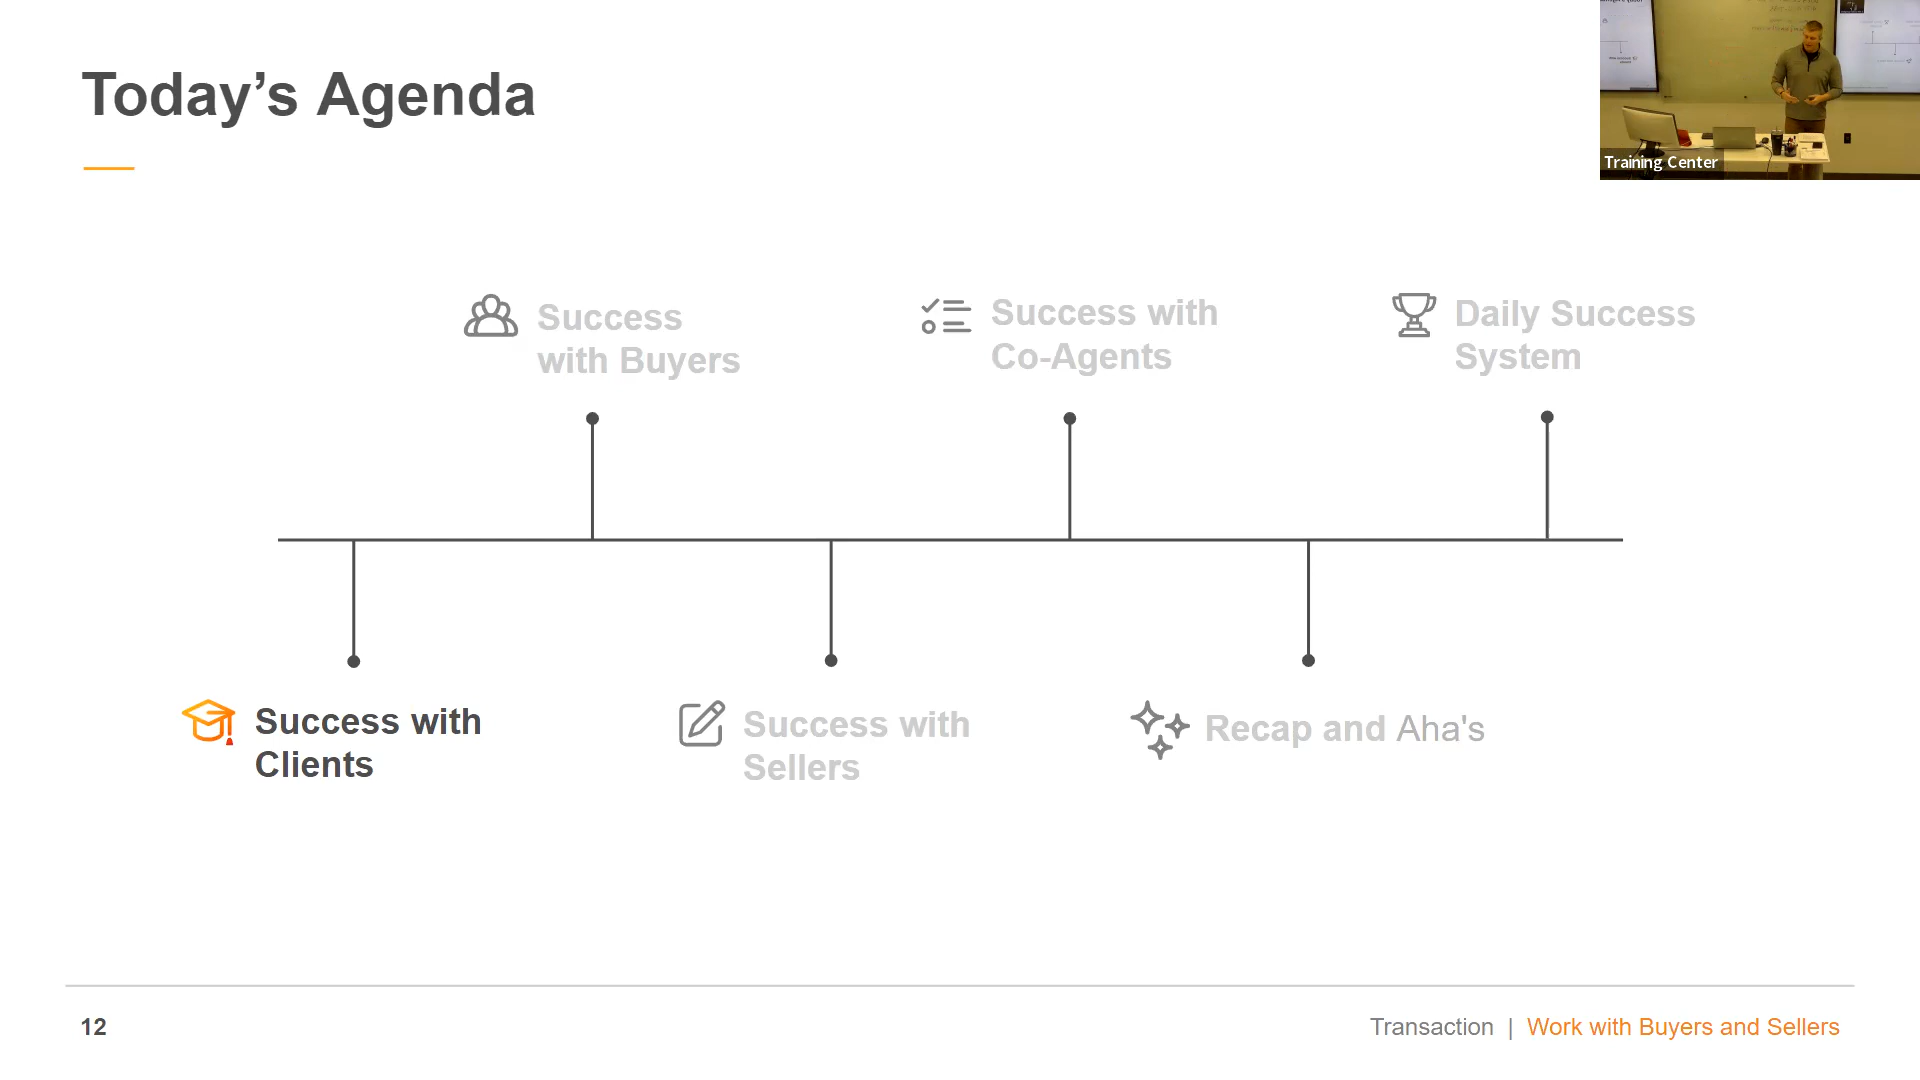 Today’s Agenda
Training Center
Success
with Buyers
Success with
Co-Agents
Daily Success
System
Success with
Clients
Success with
Sellers
Recap and Aha's
12
Transaction | Work with Buyers and Sellers